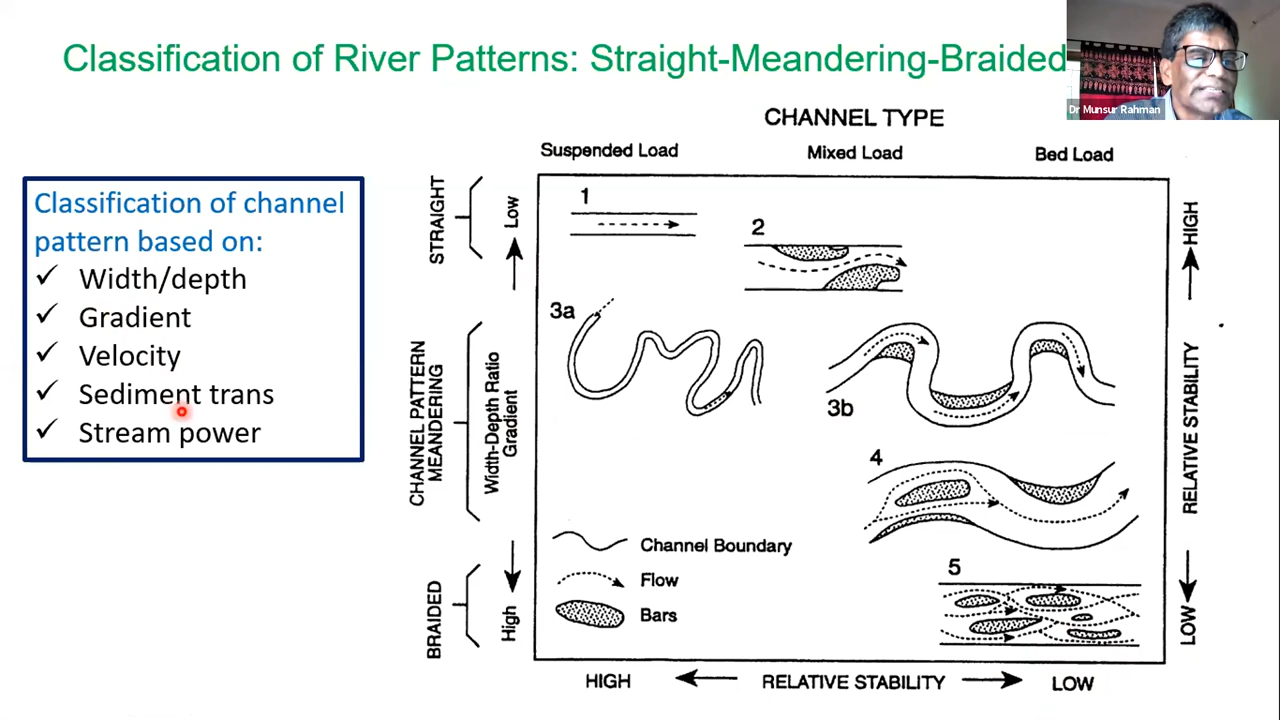 Classification of River Patterns: Straight-Meandering-Braided
Dr Munsur Rahman
Classification of channel
pattern based on:
✓ Width/depth
✓ Gradient
✓ Velocity
✓ Sediment trans
✓ Stream power
CHANNEL TYPE
Suspended Load
Mixed Load
Bed Load
STRAIGHT
CHANNEL PATTERN
MEANDERING
BRAIDED
Low
Width-Depth Ratio
Gradient
High
1
2
3a
3b
4
5
Channel Boundary
Flow
Bars
HIGH
RELATIVE STABILITY
LOW
HIGH
RELATIVE STABILITY
LOW